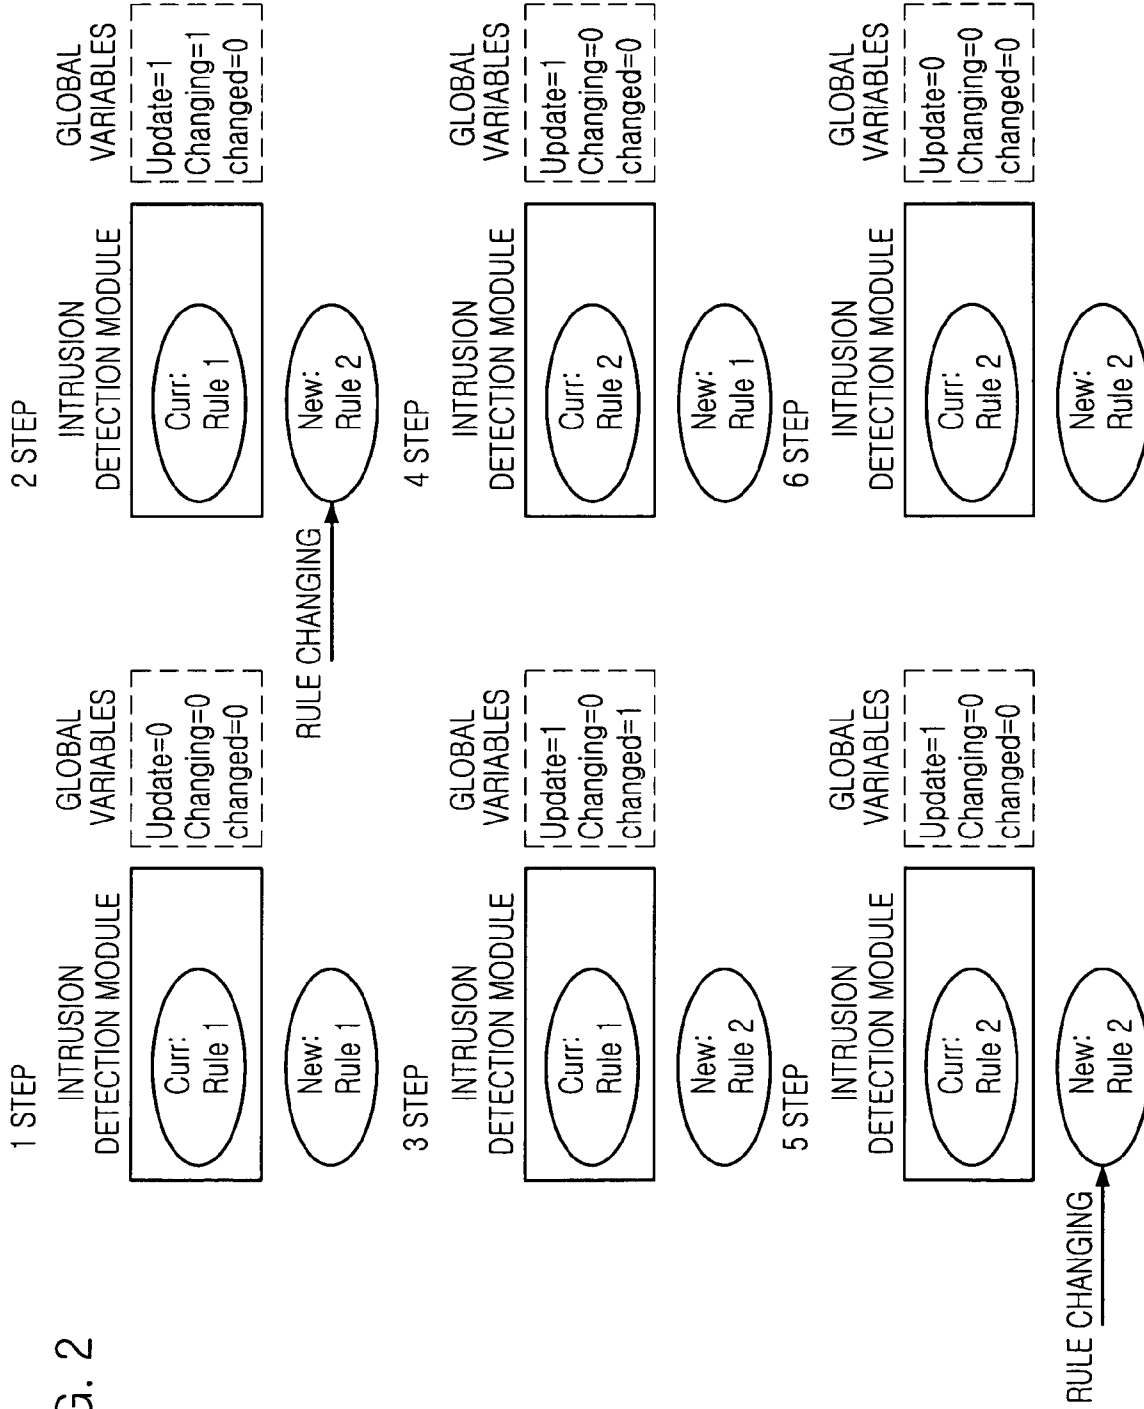 G. 2
1 STEP
INTRUSION
DETECTION MODULE
GLOBAL
VARIABLES
Curr:
Rule 1
Update=0
Changing=0
changed=0
New:
Rule 1
2 STEP
INTRUSION
DETECTION MODULE
GLOBAL
VARIABLES
Curr:
Rule 1
Update=1
Changing=1
changed=0
RULE CHANGING
New:
Rule 2
3 STEP
INTRUSION
DETECTION MODULE
GLOBAL
VARIABLES
Curr:
Rule 1
Update=1
Changing=0
changed=1
New:
Rule 2
4 STEP
INTRUSION
DETECTION MODULE
GLOBAL
VARIABLES
Curr:
Rule 2
Update=1
Changing=0
changed=0
New:
Rule 1
5 STEP
INTRUSION
DETECTION MODULE
GLOBAL
VARIABLES
Curr:
Rule 2
Update=1
Changing=0
changed=0
RULE CHANGING
New:
Rule 2
6 STEP
INTRUSION
DETECTION MODULE
GLOBAL
VARIABLES
Curr:
Rule 2
Update=0
Changing=0
changed=0
New:
Rule 2